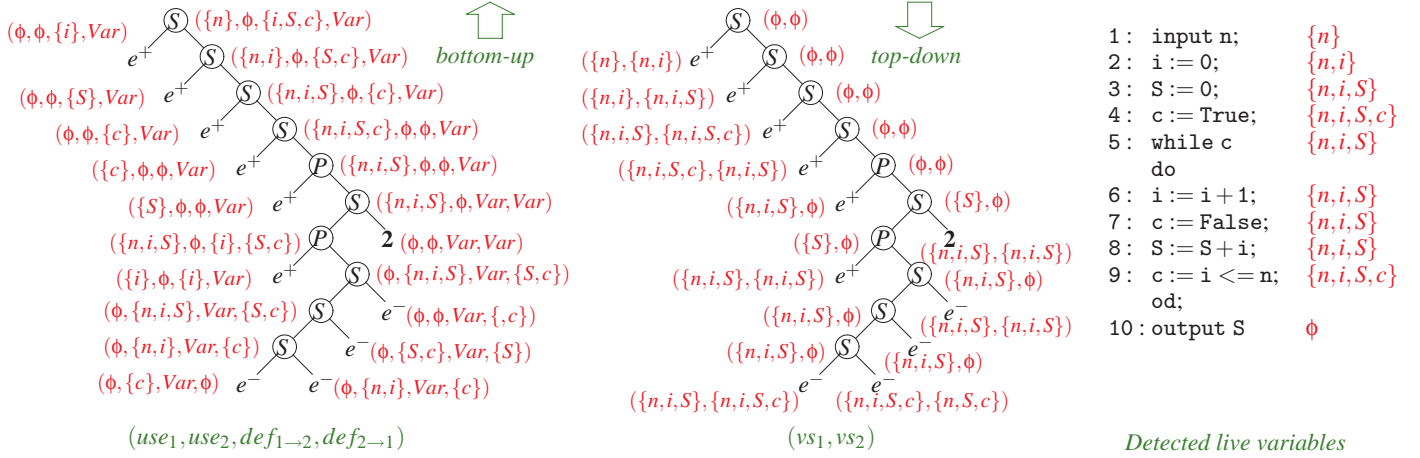 S ({n}, ϕ, {i, S, c}, Var)
(ϕ, ϕ, {i}, Var) e⁺ S ({n, i}, ϕ, {S, c}, Var)
(ϕ, ϕ, {S}, Var) e⁺ S ({n, i, S}, ϕ, {c}, Var)
(ϕ, ϕ, {c}, Var) e⁺ S ({n, i, S, c}, ϕ, ϕ, Var)
({c}, ϕ, ϕ, Var) e⁺ P ({n, i, S}, ϕ, ϕ, Var)
({S}, ϕ, ϕ, Var) e⁺ S ({n, i, S}, ϕ, Var, Var)
({n, i, S}, ϕ, {i}, {S, c}) P 2 (ϕ, ϕ, Var, Var)
({i}, ϕ, {i}, Var) e⁺ S (ϕ, {n, i, S}, Var, {S, c})
(ϕ, {n, i, S}, Var, {S, c}) S e⁻ (ϕ, ϕ, Var, {, c})
(ϕ, {n, i}, Var, {c}) S e⁻ (ϕ, {S, c}, Var, {S})
(ϕ, {c}, Var, ϕ) e⁻ e⁻ (ϕ, {n, i}, Var, {c})
(use₁, use₂, def₁→₂, def₂→₁)
bottom-up
S (ϕ, ϕ)
({n}, {n, i}) e⁺ S (ϕ, ϕ)
({n, i}, {n, i, S}) e⁺ S (ϕ, ϕ)
({n, i, S}, {n, i, S, c}) e⁺ S (ϕ, ϕ)
({n, i, S, c}, {n, i, S}) e⁺ P (ϕ, ϕ)
({n, i, S}, ϕ) e⁺ S ({S}, ϕ)
({S}, ϕ) P 2
({n, i, S}, {n, i, S})
({n, i, S}, {n, i, S}) e⁺ S ({n, i, S}, ϕ)
({n, i, S}, ϕ) S e⁻ ({n, i, S}, {n, i, S})
({n, i, S}, ϕ) S e⁻ ({n, i, S}, ϕ)
({n, i, S}, {n, i, S, c}) e⁻ e⁻ ({n, i, S, c}, {n, S, c})
(vs₁, vs₂)
top-down
1 : input n; {n}
2 : i := 0; {n, i}
3 : S := 0; {n, i, S}
4 : c := True; {n, i, S, c}
5 : while c {n, i, S}
do
6 : i := i + 1; {n, i, S}
7 : c := False; {n, i, S}
8 : S := S + i; {n, i, S}
9 : c := i <= n; {n, i, S, c}
od;
10 : output S ϕ
Detected live variables